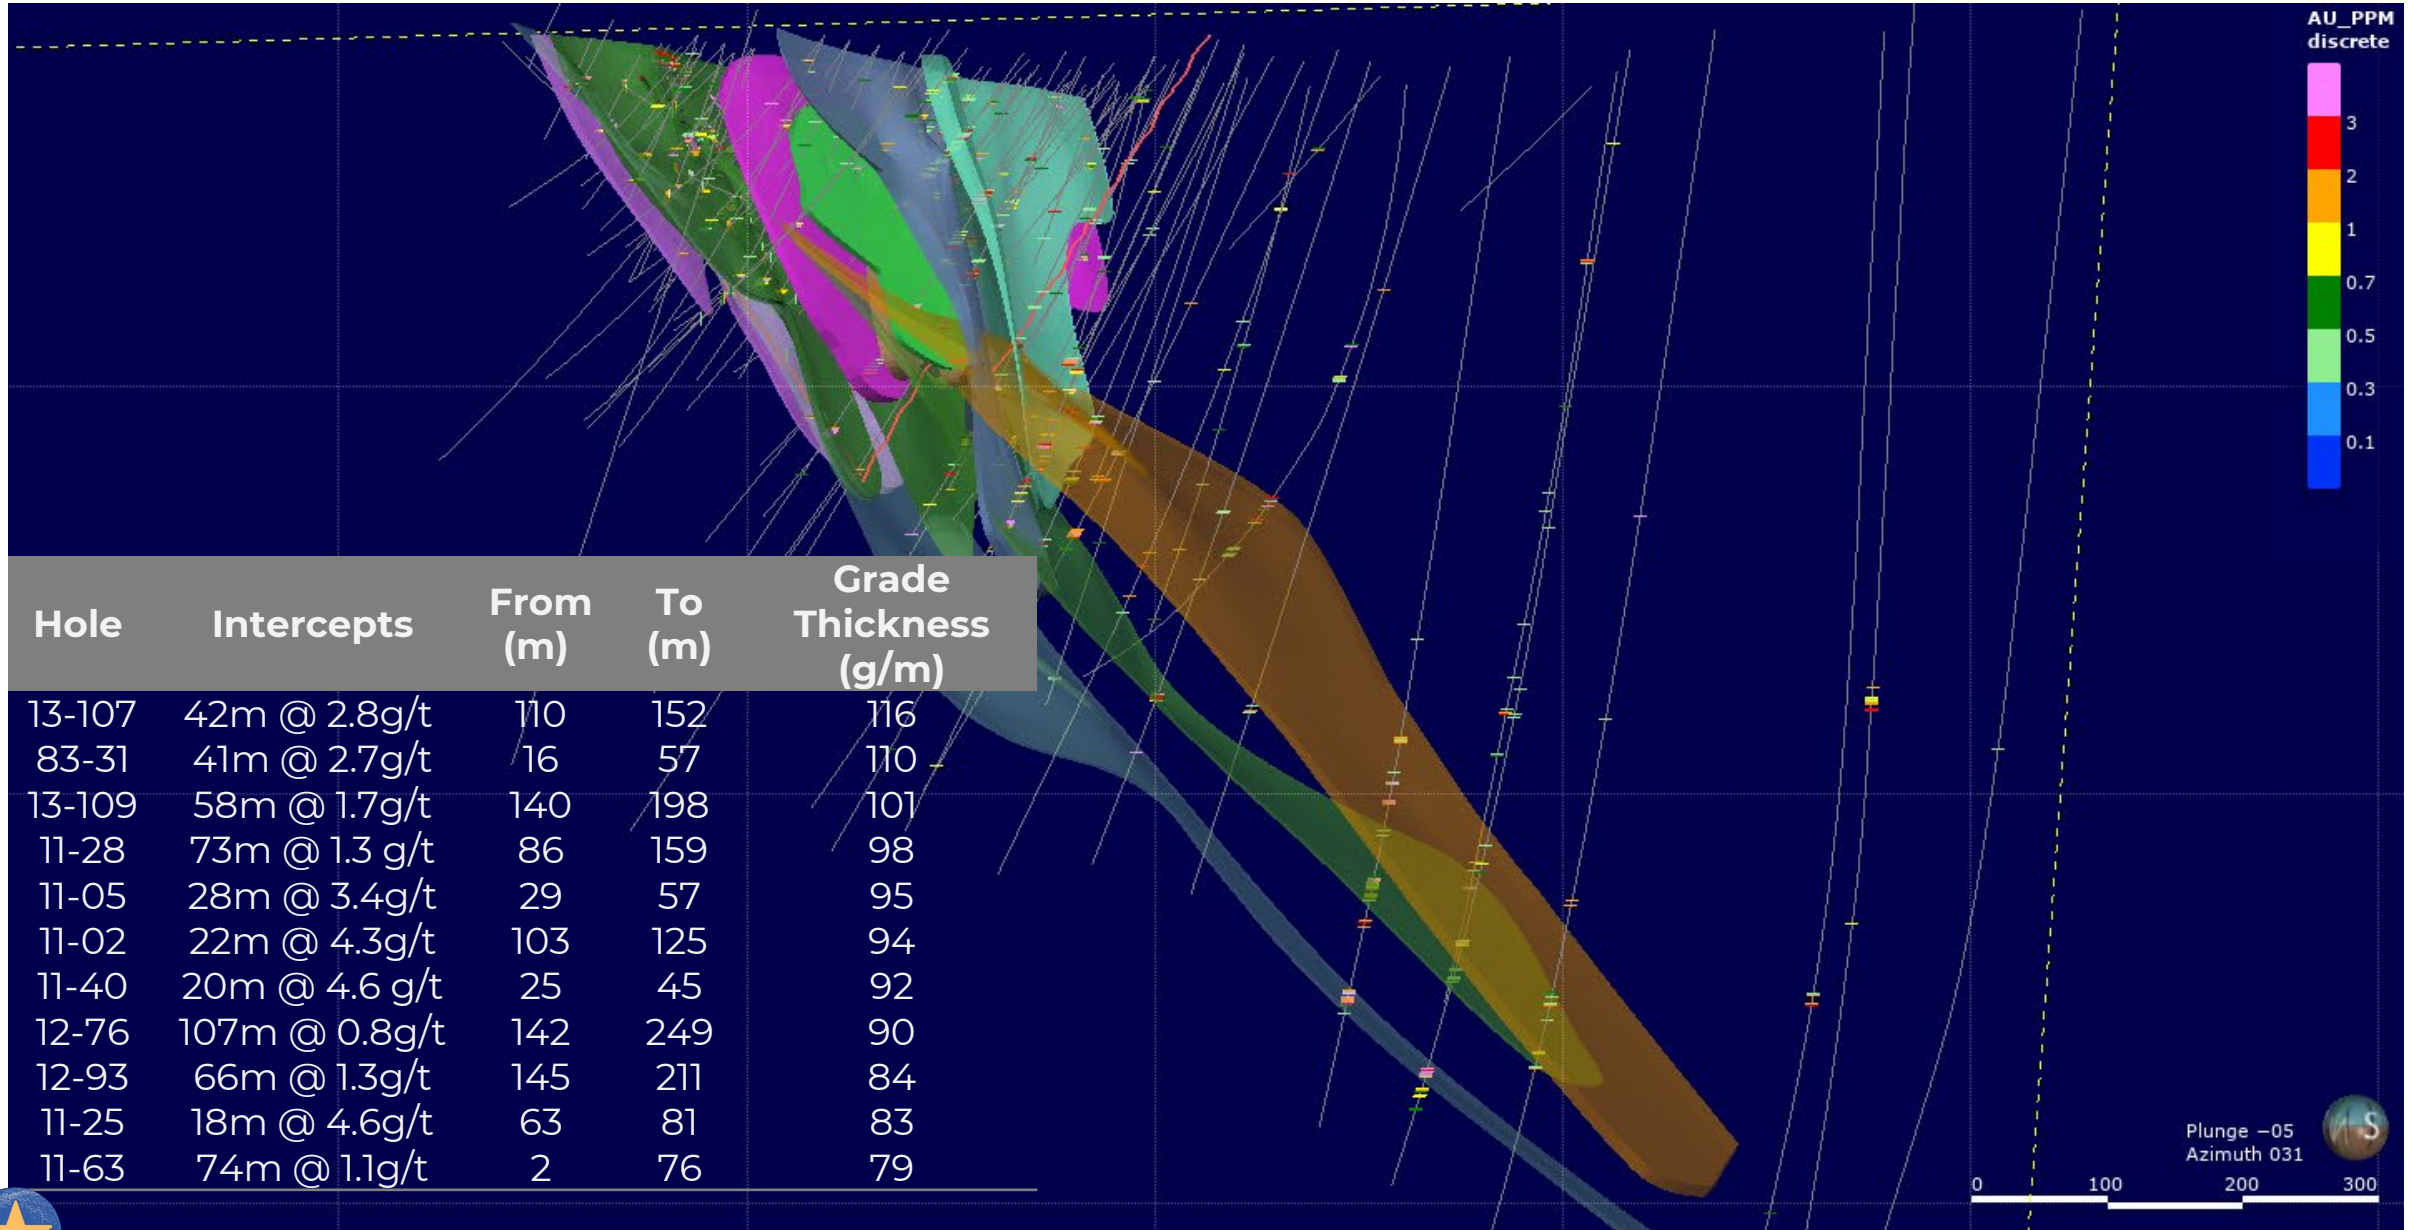 AU_PPM
discrete
3
2
1
0.7
0.5
0.3
0.1
Hole Intercepts From (m) To (m) Grade Thickness (g/m)
13-107 42m @ 2.8g/t 110 152 116
83-31 41m @ 2.7g/t 16 57 110
13-109 58m @ 1.7g/t 140 198 101
11-28 73m @ 1.3 g/t 86 159 98
11-05 28m @ 3.4g/t 29 57 95
11-02 22m @ 4.3g/t 103 125 94
11-40 20m @ 4.6 g/t 25 45 92
12-76 107m @ 0.8g/t 142 249 90
12-93 66m @ 1.3g/t 145 211 84
11-25 18m @ 4.6g/t 63 81 83
11-63 74m @ 1.1g/t 2 76 79
Plunge −05
Azimuth 031
S
0 100 200 300